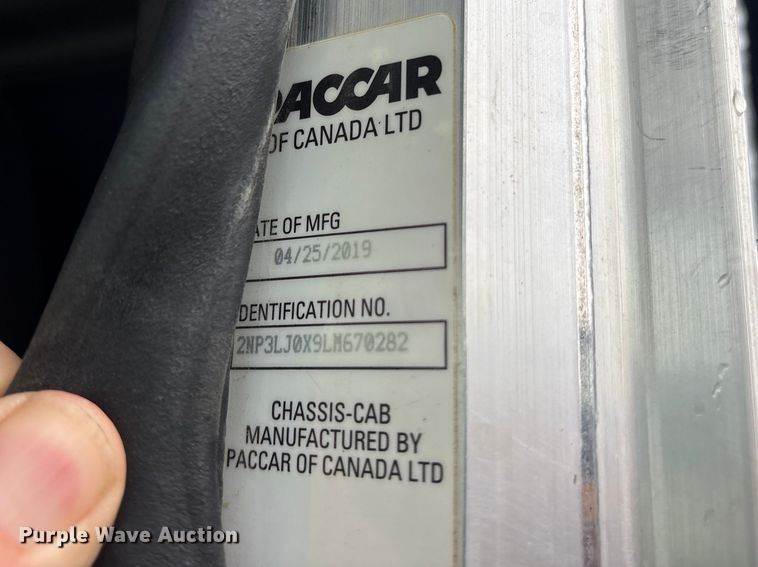 PACCAR
OF CANADA LTD
ATE OF MFG
04/25/2019
DENTIFICATION NO.
2NP3LJ0X9LM670282
CHASSIS-CAB
MANUFACTURED BY
PACCAR OF CANADA LTD
Purple Wave Auction